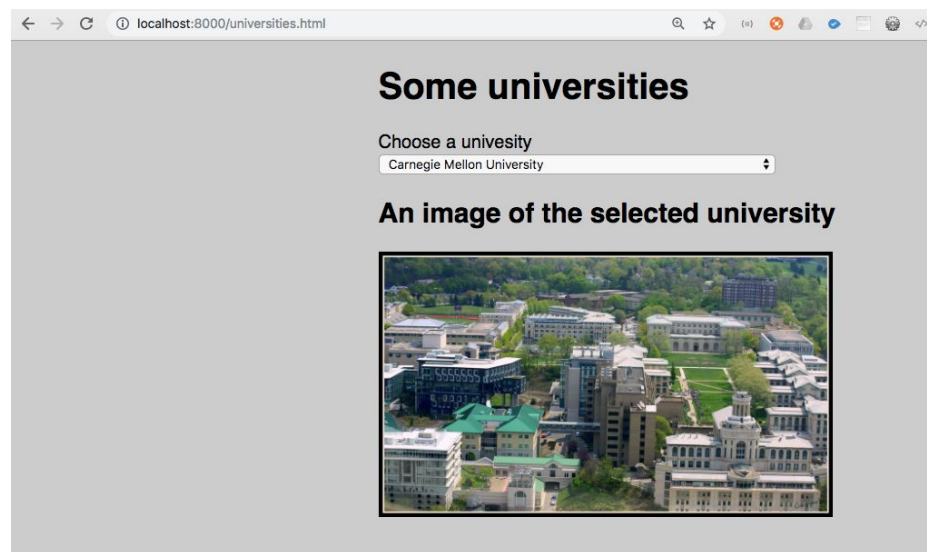 localhost:8000/universities.html
Some universities
Choose a univesity
Carnegie Mellon University
An image of the selected university